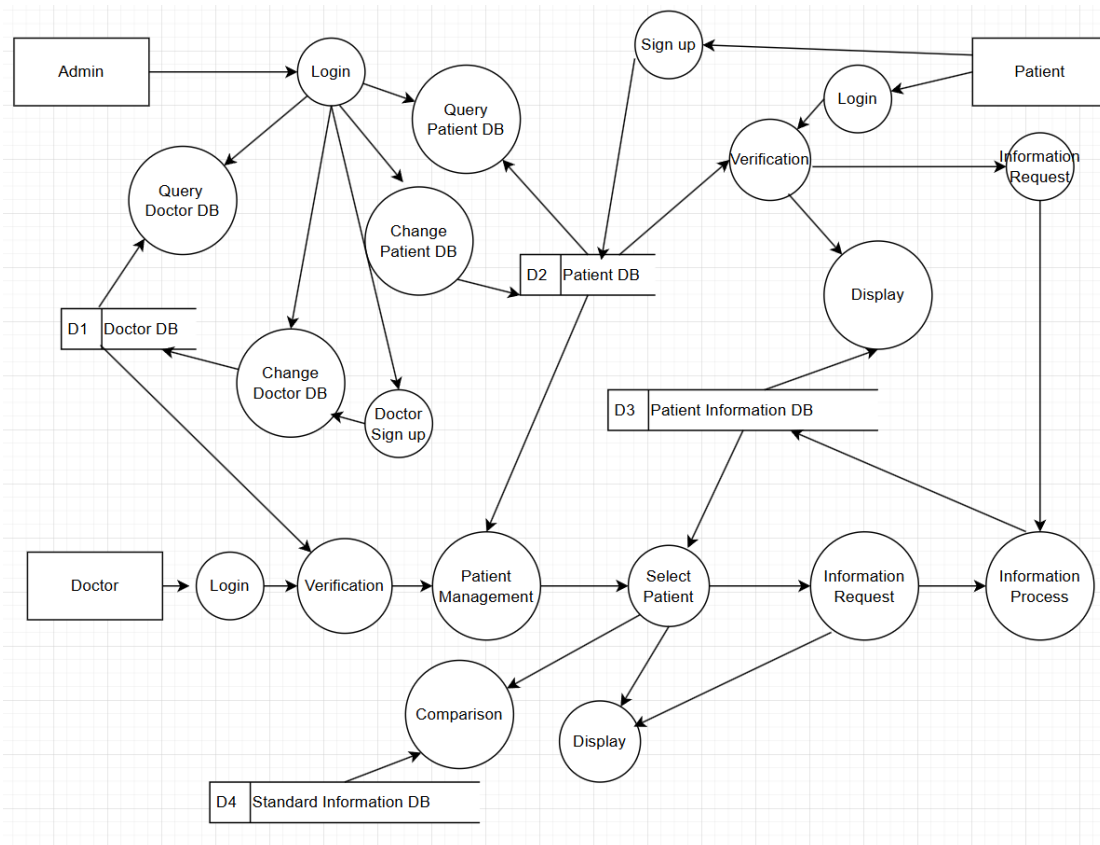 Sign up
Admin
Login
Patient
Query
Patient DB
Login
Verification
Information
Request
Query
Doctor DB
Change
Patient DB
D2
Patient DB
Display
D1
Doctor DB
Change
Doctor DB
Doctor
Sign up
D3
Patient Information DB
Doctor
Login
Verification
Patient
Management
Select
Patient
Information
Request
Information
Process
Comparison
Display
D4
Standard Information DB